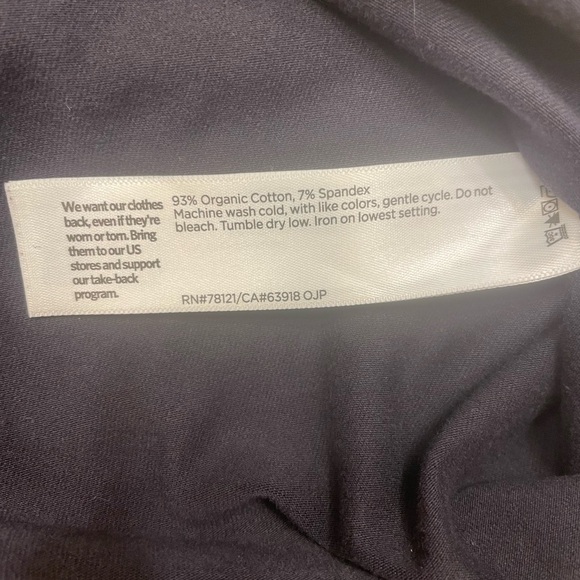 We want our clothes
back, even if they're
worn or torn. Bring
them to our US
stores and support
our take-back
program.
93% Organic Cotton, 7% Spandex
Machine wash cold, with like colors, gentle cycle. Do not
bleach. Tumble dry low. Iron on lowest setting.
RN#78121/CA#63918 OJP